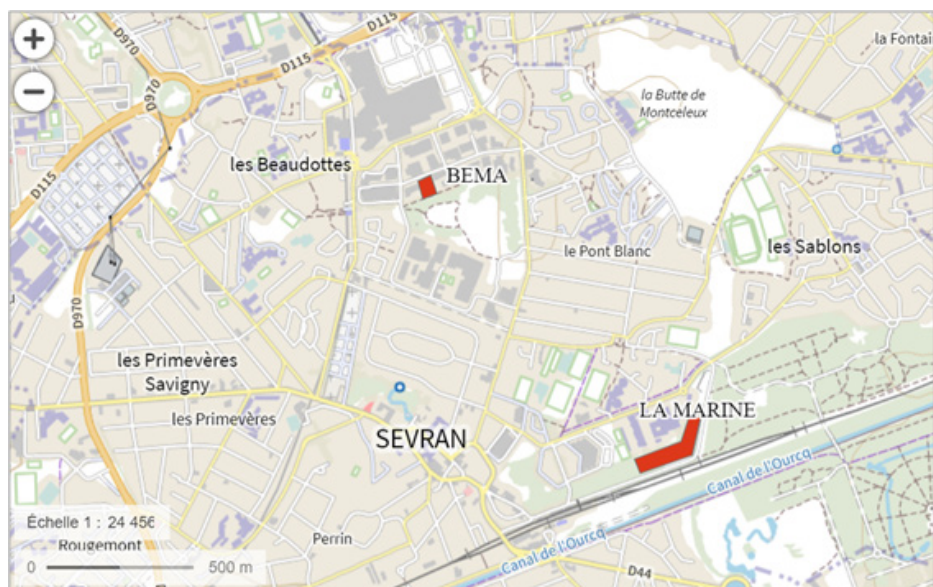 +
−
D970
D115
D115
D970
D115
D970
la Fontai
la Butte de
Montceleux
les Beaudottes
BEMA
le Pont Blanc
les Sablons
les Primevères
Savigny
les Primevères
LA MARINE
SEVRAN
Canal de l'Ourcq
Échelle 1 : 24 456
Rougemont
0 500 m
Perrin
Canal de l'Ourcq
D44